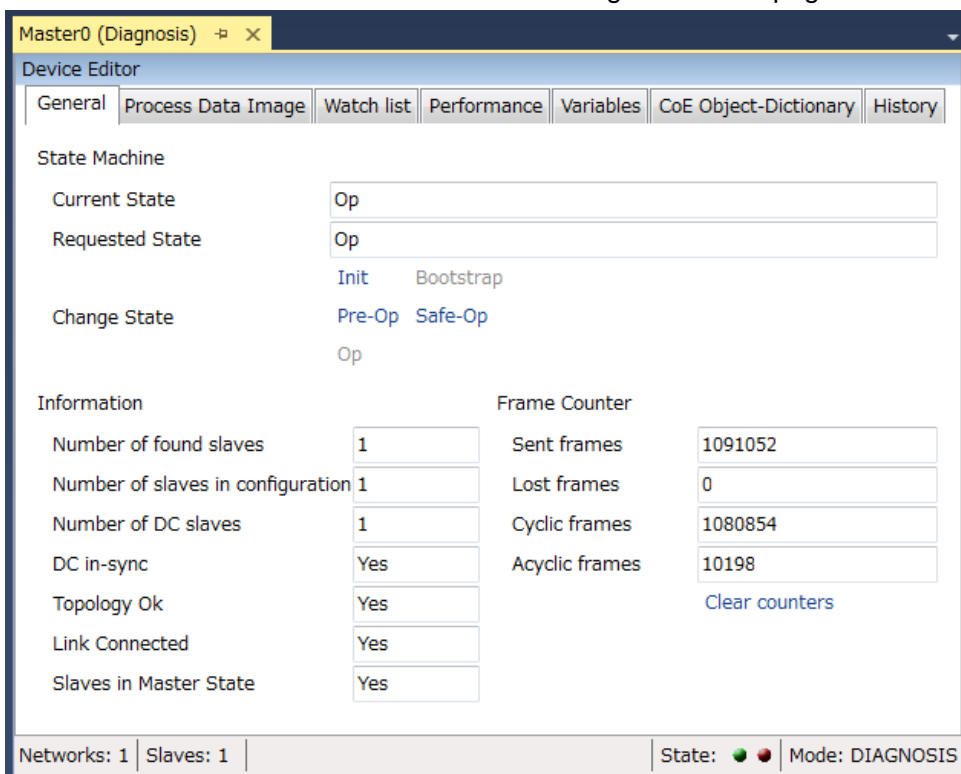 Master0 (Diagnosis)
Device Editor
General Process Data Image Watch list Performance Variables CoE Object-Dictionary History
State Machine
Current State Op
Requested State Op
Init Bootstrap
Change State Pre-Op Safe-Op
Op
Information Frame Counter
Number of found slaves 1 Sent frames 1091052
Number of slaves in configuration 1 Lost frames 0
Number of DC slaves 1 Cyclic frames 1080854
DC in-sync Yes Acyclic frames 10198
Topology Ok Yes Clear counters
Link Connected Yes
Slaves in Master State Yes
Networks: 1 Slaves: 1 State: Mode: DIAGNOSIS